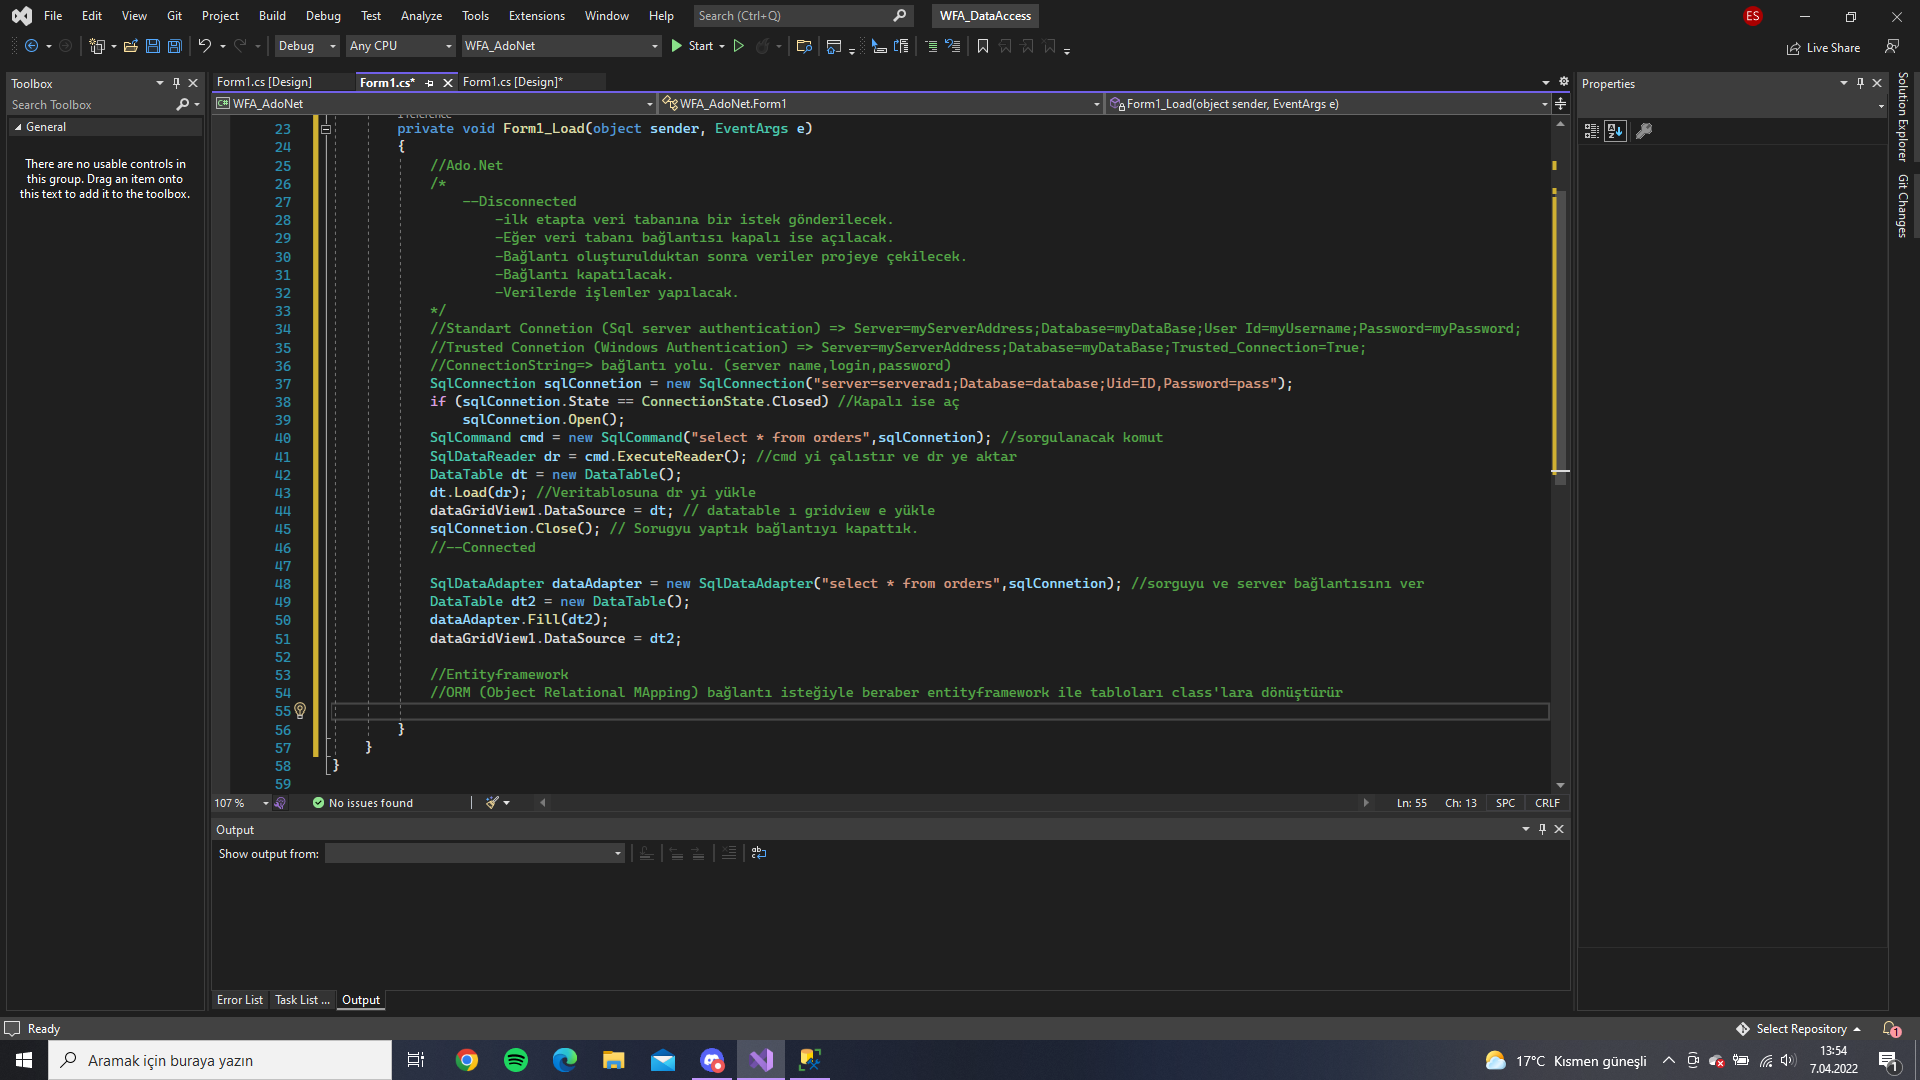 File Edit View Git Project Build Debug Test Analyze Tools Extensions Window Help Search (Ctrl+Q) WFA_DataAccess ES
Debug Any CPU WFA_AdoNet Start Live Share
Toolbox
Search Toolbox
General
There are no usable controls in
this group. Drag an item onto
this text to add it to the toolbox.
Form1.cs [Design] Form1.cs* Form1.cs [Design]*
C# WFA_AdoNet WFA_AdoNet.Form1 Form1_Load(object sender, EventArgs e)
1 reference
23 private void Form1_Load(object sender, EventArgs e)
24 {
25 //Ado.Net
26 /*
27 --Disconnected
28 -ilk etapta veri tabanına bir istek gönderilecek.
29 -Eğer veri tabanı bağlantısı kapalı ise açılacak.
30 -Bağlantı oluşturulduktan sonra veriler projeye çekilecek.
31 -Bağlantı kapatılacak.
32 -Verilerde işlemler yapılacak.
33 */
34 //Standart Connetion (Sql server authentication) => Server=myServerAddress;Database=myDataBase;User Id=myUsername;Password=myPassword;
35 //Trusted Connetion (Windows Authentication) => Server=myServerAddress;Database=myDataBase;Trusted_Connection=True;
36 //ConnectionString=> bağlantı yolu. (server name,login,password)
37 SqlConnection sqlConnetion = new SqlConnection("server=serveradı;Database=database;Uid=ID,Password=pass");
38 if (sqlConnetion.State == ConnectionState.Closed) //Kapalı ise aç
39 sqlConnetion.Open();
40 SqlCommand cmd = new SqlCommand("select * from orders",sqlConnetion); //sorgulanacak komut
41 SqlDataReader dr = cmd.ExecuteReader(); //cmd yi çalıstır ve dr ye aktar
42 DataTable dt = new DataTable();
43 dt.Load(dr); //Veritablosuna dr yi yükle
44 dataGridView1.DataSource = dt; // datatable ı gridview e yükle
45 sqlConnetion.Close(); // Sorugyu yaptık bağlantıyı kapattık.
46 //--Connected
47
48 SqlDataAdapter dataAdapter = new SqlDataAdapter("select * from orders",sqlConnetion); //sorguyu ve server bağlantısını ver
49 DataTable dt2 = new DataTable();
50 dataAdapter.Fill(dt2);
51 dataGridView1.DataSource = dt2;
52
53 //Entityframework
54 //ORM (Object Relational MApping) bağlantı isteğiyle beraber entityframework ile tabloları class'lara dönüştürür
55
56 }
57 }
58 }
59
107 % No issues found Ln: 55 Ch: 13 SPC CRLF
Output
Show output from:
Error List Task List ... Output
Properties
Solution Explorer
Git Changes
Ready Select Repository 1
Aramak için buraya yazın 17°C Kısmen güneşli 13:54
7.04.2022 1